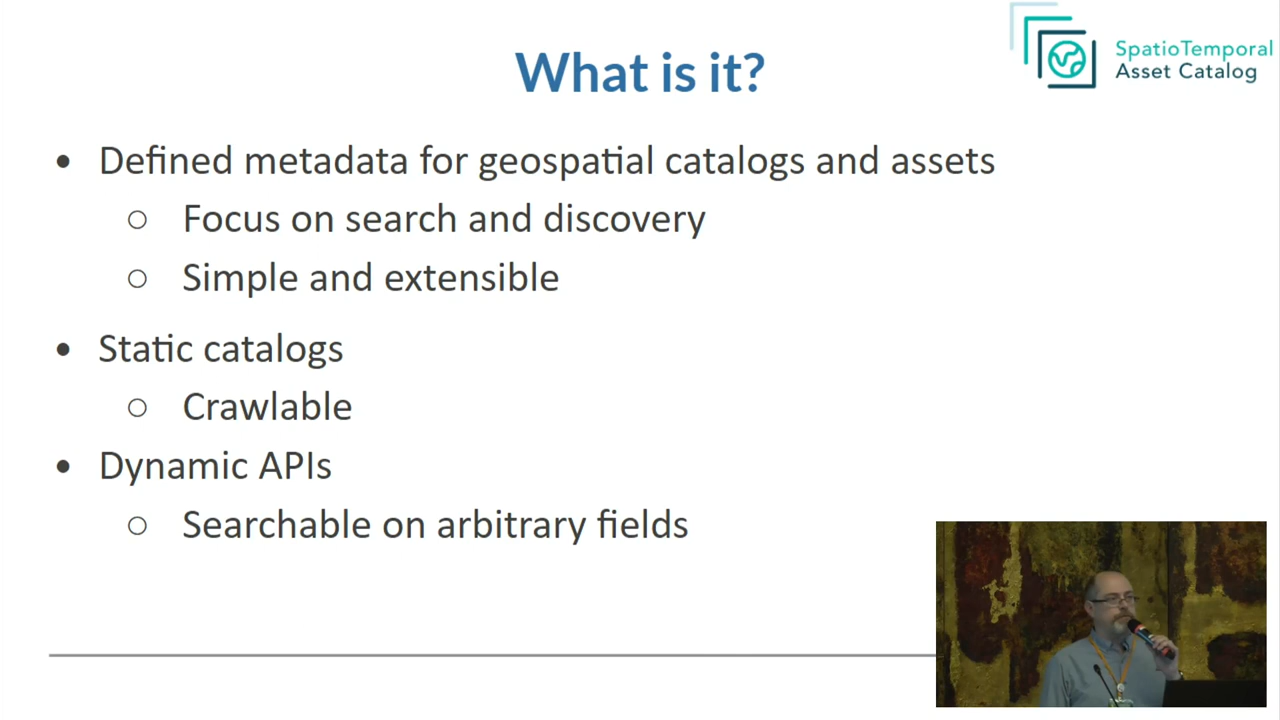 What is it?
SpatioTemporal
Asset Catalog
• Defined metadata for geospatial catalogs and assets
○ Focus on search and discovery
○ Simple and extensible
• Static catalogs
○ Crawlable
• Dynamic APIs
○ Searchable on arbitrary fields